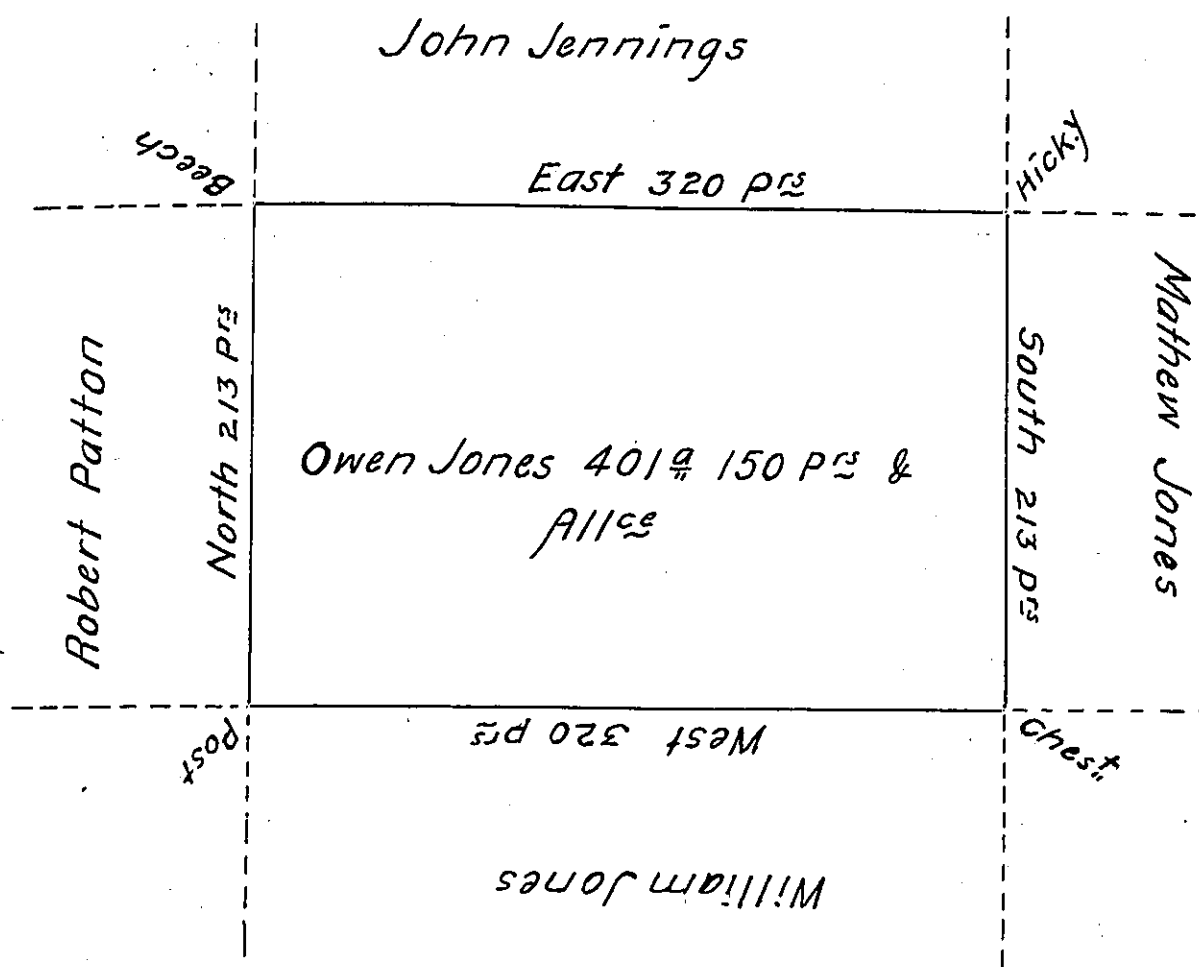 John Jennings
Beech
Hick.y
East 320 prs
Robert Patton
North 213 Prs
Owen Jones 401a 150 Prs &
Allce
South 213 prs
Mathew Jones
Post
West 320 prs
Chest.
William Jones